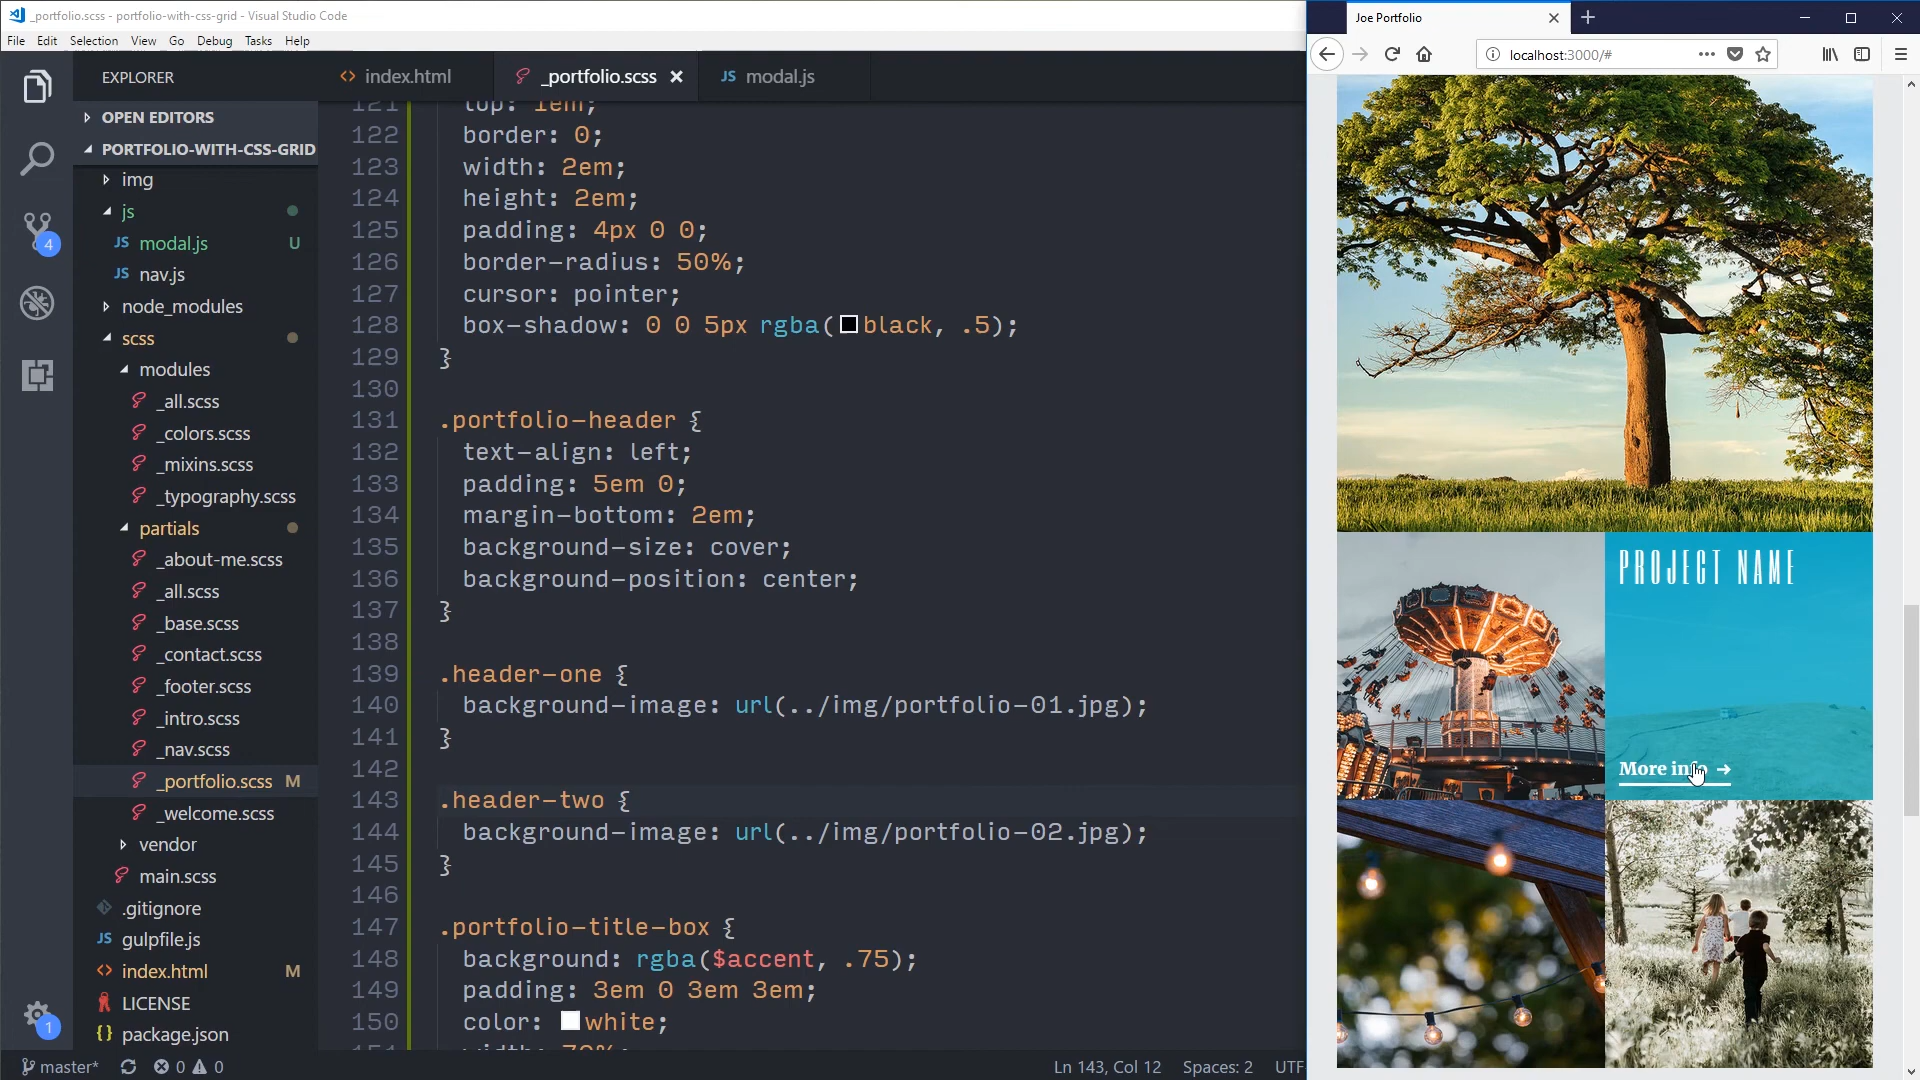 _portfolio.scss - portfolio-with-css-grid - Visual Studio Code
File Edit Selection View Go Debug Tasks Help
EXPLORER
OPEN EDITORS
PORTFOLIO-WITH-CSS-GRID
img
js
JS modal.js U
JS nav.js
node_modules
scss
modules
_all.scss
_colors.scss
_mixins.scss
_typography.scss
partials
_about-me.scss
_all.scss
_base.scss
_contact.scss
_footer.scss
_intro.scss
_nav.scss
_portfolio.scss M
_welcome.scss
vendor
main.scss
.gitignore
JS gulpfile.js
<> index.html M
LICENSE
{} package.json
4
1
<> index.html
_portfolio.scss
JS modal.js
121 top: 1em;
122 border: 0;
123 width: 2em;
124 height: 2em;
125 padding: 4px 0 0;
126 border-radius: 50%;
127 cursor: pointer;
128 box-shadow: 0 0 5px rgba(black, .5);
129 }
130
131 .portfolio-header {
132 text-align: left;
133 padding: 5em 0;
134 margin-bottom: 2em;
135 background-size: cover;
136 background-position: center;
137 }
138
139 .header-one {
140 background-image: url(../img/portfolio-01.jpg);
141 }
142
143 .header-two {
144 background-image: url(../img/portfolio-02.jpg);
145 }
146
147 .portfolio-title-box {
148 background: rgba($accent, .75);
149 padding: 3em 0 3em 3em;
150 color: white;
master* 0 0
Ln 143, Col 12 Spaces: 2 UTF
Joe Portfolio
localhost:3000/#
PROJECT NAME
More info →